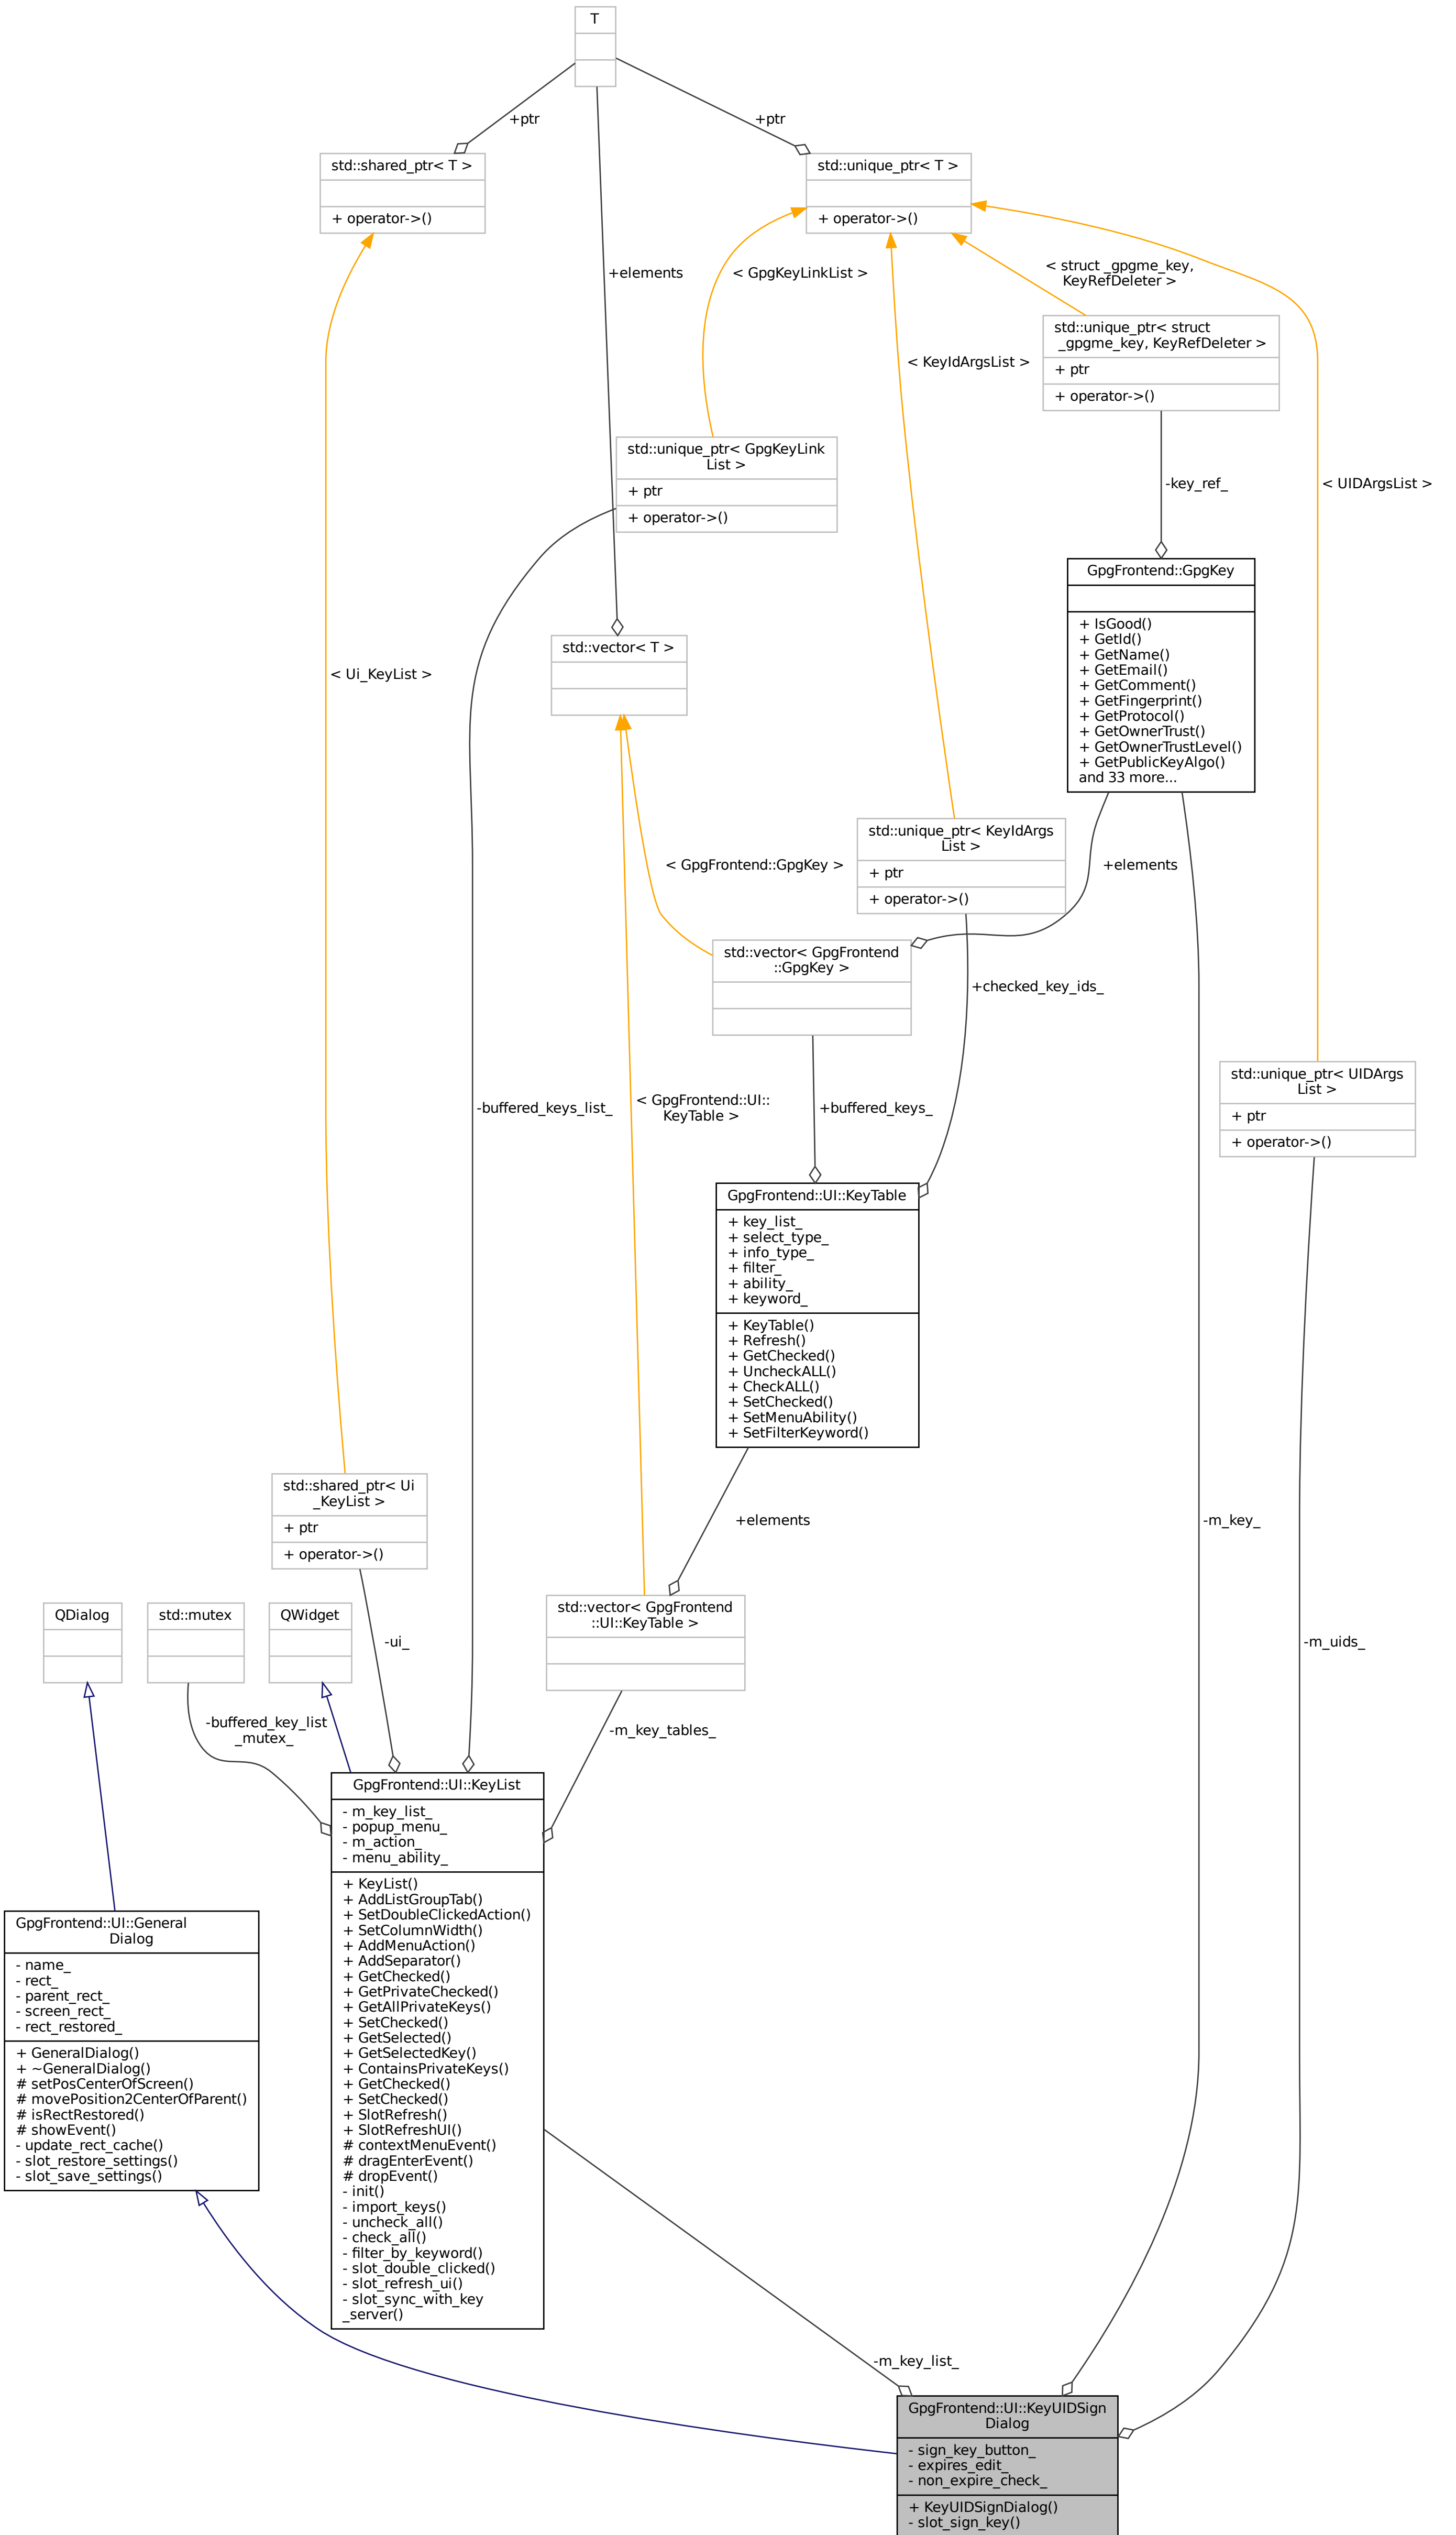 T
+ptr
+ptr
std::shared_ptr< T >
+ operator->()
std::unique_ptr< T >
+ operator->()
+elements
< GpgKeyLinkList >
< struct _gpgme_key,
KeyRefDeleter >
std::unique_ptr< struct
_gpgme_key, KeyRefDeleter >
+ ptr
+ operator->()
< KeyIdArgsList >
std::unique_ptr< GpgKeyLink
List >
+ ptr
+ operator->()
-key_ref_
< UIDArgsList >
GpgFrontend::GpgKey
+ IsGood()
+ GetId()
+ GetName()
+ GetEmail()
+ GetComment()
+ GetFingerprint()
+ GetProtocol()
+ GetOwnerTrust()
+ GetOwnerTrustLevel()
+ GetPublicKeyAlgo()
and 33 more...
std::vector< T >
< Ui_KeyList >
std::unique_ptr< KeyIdArgs
List >
+ ptr
+ operator->()
< GpgFrontend::GpgKey >
+elements
std::vector< GpgFrontend
::GpgKey >
+checked_key_ids_
std::unique_ptr< UIDArgs
List >
+ ptr
+ operator->()
-buffered_keys_list_
< GpgFrontend::UI::
KeyTable >
+buffered_keys_
GpgFrontend::UI::KeyTable
+ key_list_
+ select_type_
+ info_type_
+ filter_
+ ability_
+ keyword_
+ KeyTable()
+ Refresh()
+ GetChecked()
+ UncheckALL()
+ CheckALL()
+ SetChecked()
+ SetMenuAbility()
+ SetFilterKeyword()
std::shared_ptr< Ui
_KeyList >
+ ptr
+ operator->()
+elements
-m_key_
std::vector< GpgFrontend
::UI::KeyTable >
QDialog
std::mutex
QWidget
-ui_
-m_uids_
-buffered_key_list
_mutex_
-m_key_tables_
GpgFrontend::UI::KeyList
- m_key_list_
- popup_menu_
- m_action_
- menu_ability_
+ KeyList()
+ AddListGroupTab()
+ SetDoubleClickedAction()
+ SetColumnWidth()
+ AddMenuAction()
+ AddSeparator()
+ GetChecked()
+ GetPrivateChecked()
+ GetAllPrivateKeys()
+ SetChecked()
+ GetSelected()
+ GetSelectedKey()
+ ContainsPrivateKeys()
+ GetChecked()
+ SetChecked()
+ SlotRefresh()
+ SlotRefreshUI()
# contextMenuEvent()
# dragEnterEvent()
# dropEvent()
- init()
- import_keys()
- uncheck_all()
- check_all()
- filter_by_keyword()
- slot_double_clicked()
- slot_refresh_ui()
- slot_sync_with_key
_server()
GpgFrontend::UI::General
Dialog
- name_
- rect_
- parent_rect_
- screen_rect_
- rect_restored_
+ GeneralDialog()
+ ~GeneralDialog()
# setPosCenterOfScreen()
# movePosition2CenterOfParent()
# isRectRestored()
# showEvent()
- update_rect_cache()
- slot_restore_settings()
- slot_save_settings()
-m_key_list_
GpgFrontend::UI::KeyUIDSign
Dialog
- sign_key_button_
- expires_edit_
- non_expire_check_
+ KeyUIDSignDialog()
- slot_sign_key()